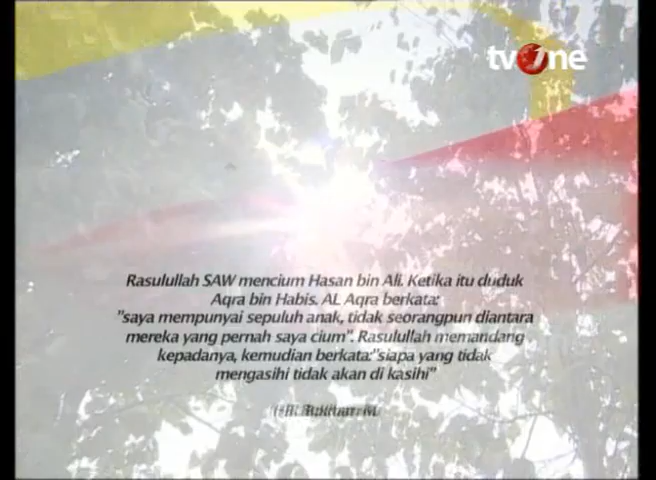 tvOne
Rasulullah SAW mencium Hasan bin Ali. Ketika itu duduk
Aqra bin Habis. AL Aqra berkata:
"saya mempunyai sepuluh anak, tidak seorangpun diantara
mereka yang pernah saya cium". Rasulullah memandang
kepadanya, kemudian berkata:"siapa yang tidak
mengasihi tidak akan di kasihi"